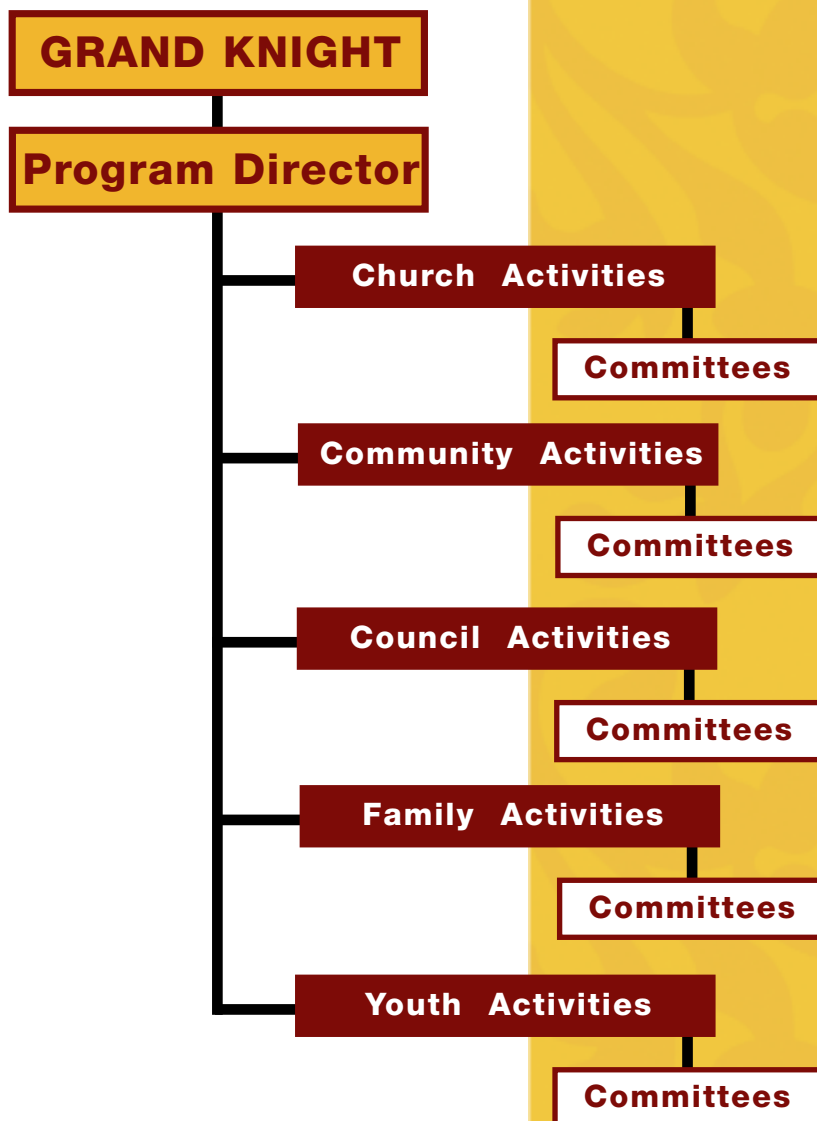 GRAND KNIGHT
Program Director
Church Activities
Committees
Community Activities
Committees
Council Activities
Committees
Family Activities
Committees
Youth Activities
Committees